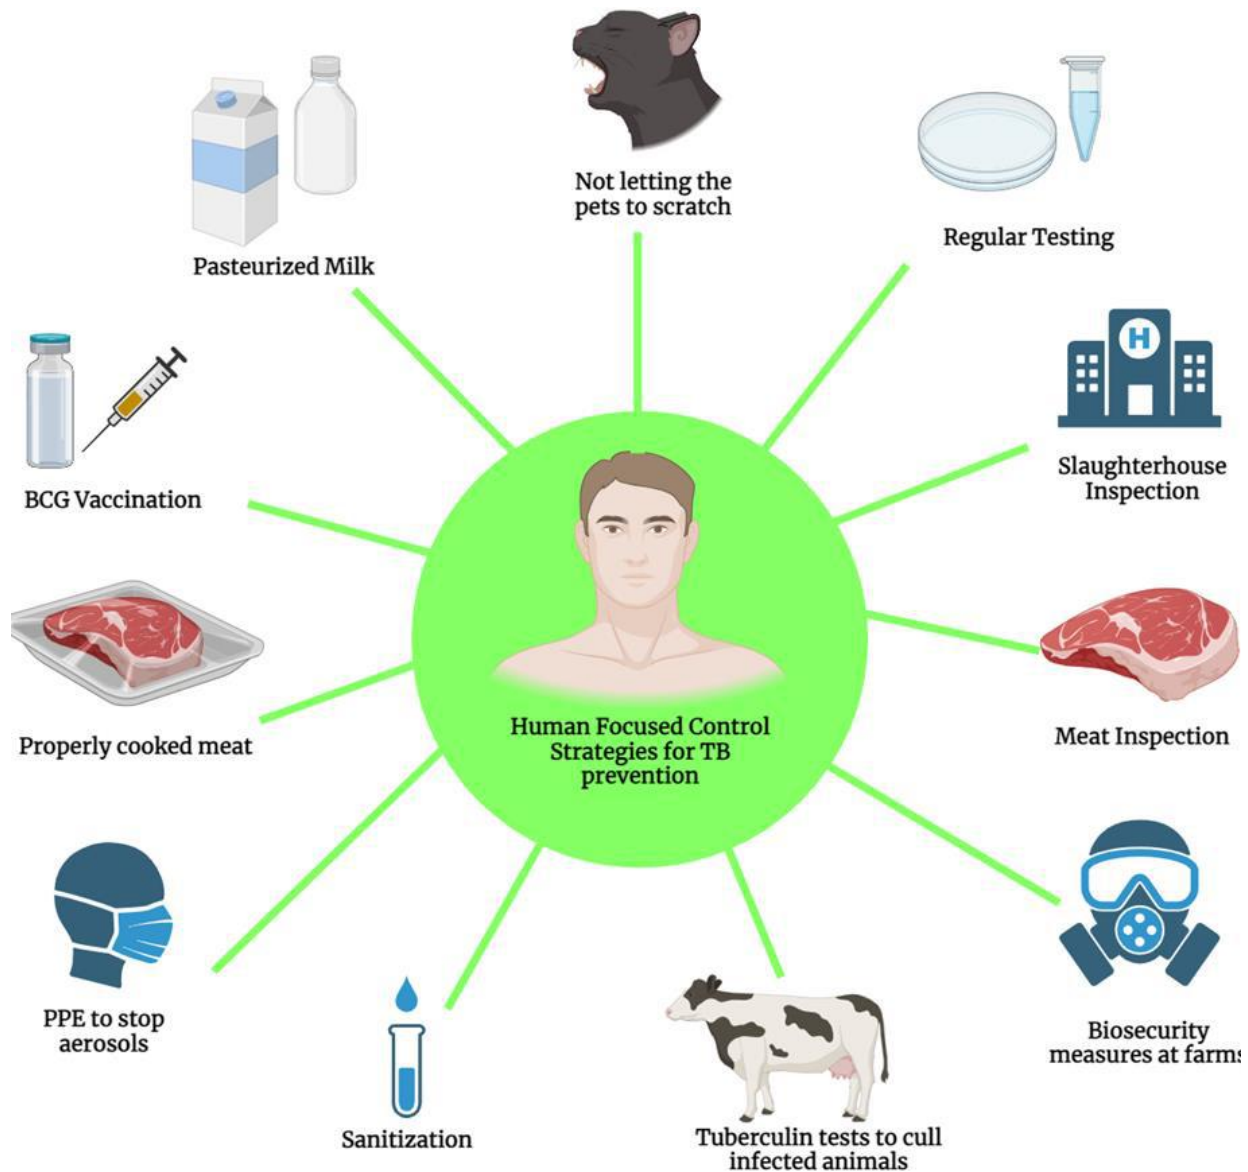 Not letting the
pets to scratch
Regular Testing
Pasteurized Milk
H
Slaughterhouse
Inspection
BCG Vaccination
Human Focused Control
Strategies for TB
prevention
Properly cooked meat
Meat Inspection
PPE to stop
aerosols
Biosecurity
measures at farms
Sanitization
Tuberculin tests to cull
infected animals